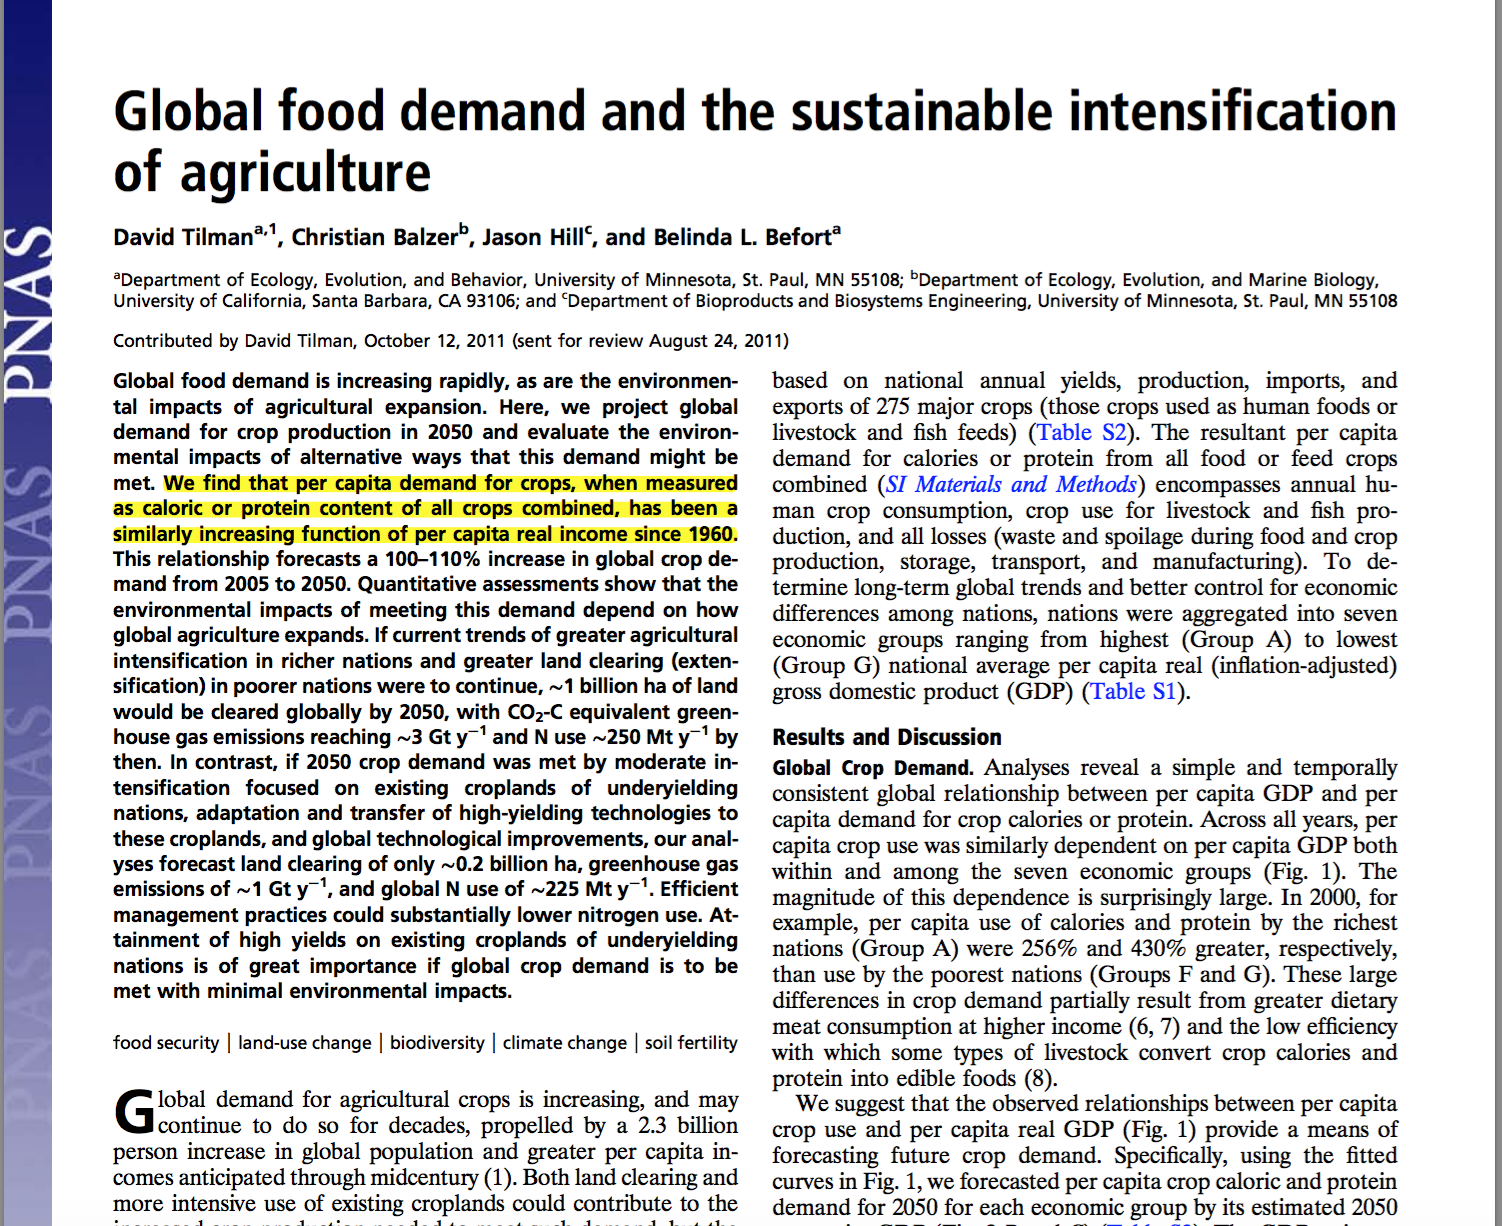 PNAS PNAS PNAS PNAS
Global food demand and the sustainable intensification
of agriculture
David Tilmana,1, Christian Balzerb, Jason Hillc, and Belinda L. Beforta
aDepartment of Ecology, Evolution, and Behavior, University of Minnesota, St. Paul, MN 55108; bDepartment of Ecology, Evolution, and Marine Biology,
University of California, Santa Barbara, CA 93106; and cDepartment of Bioproducts and Biosystems Engineering, University of Minnesota, St. Paul, MN 55108
Contributed by David Tilman, October 12, 2011 (sent for review August 24, 2011)
Global food demand is increasing rapidly, as are the environmen-
tal impacts of agricultural expansion. Here, we project global
demand for crop production in 2050 and evaluate the environ-
mental impacts of alternative ways that this demand might be
met. We find that per capita demand for crops, when measured
as caloric or protein content of all crops combined, has been a
similarly increasing function of per capita real income since 1960.
This relationship forecasts a 100–110% increase in global crop de-
mand from 2005 to 2050. Quantitative assessments show that the
environmental impacts of meeting this demand depend on how
global agriculture expands. If current trends of greater agricultural
intensification in richer nations and greater land clearing (exten-
sification) in poorer nations were to continue, ~1 billion ha of land
would be cleared globally by 2050, with CO₂-C equivalent green-
house gas emissions reaching ~3 Gt y⁻¹ and N use ~250 Mt y⁻¹ by
then. In contrast, if 2050 crop demand was met by moderate in-
tensification focused on existing croplands of underyielding
nations, adaptation and transfer of high-yielding technologies to
these croplands, and global technological improvements, our anal-
yses forecast land clearing of only ~0.2 billion ha, greenhouse gas
emissions of ~1 Gt y⁻¹, and global N use of ~225 Mt y⁻¹. Efficient
management practices could substantially lower nitrogen use. At-
tainment of high yields on existing croplands of underyielding
nations is of great importance if global crop demand is to be
met with minimal environmental impacts.
food security | land-use change | biodiversity | climate change | soil fertility
Global demand for agricultural crops is increasing, and may
continue to do so for decades, propelled by a 2.3 billion
person increase in global population and greater per capita in-
comes anticipated through midcentury (1). Both land clearing and
more intensive use of existing croplands could contribute to the
based on national annual yields, production, imports, and
exports of 275 major crops (those crops used as human foods or
livestock and fish feeds) (Table S2). The resultant per capita
demand for calories or protein from all food or feed crops
combined (SI Materials and Methods) encompasses annual hu-
man crop consumption, crop use for livestock and fish pro-
duction, and all losses (waste and spoilage during food and crop
production, storage, transport, and manufacturing). To de-
termine long-term global trends and better control for economic
differences among nations, nations were aggregated into seven
economic groups ranging from highest (Group A) to lowest
(Group G) national average per capita real (inflation-adjusted)
gross domestic product (GDP) (Table S1).
Results and Discussion
Global Crop Demand. Analyses reveal a simple and temporally
consistent global relationship between per capita GDP and per
capita demand for crop calories or protein. Across all years, per
capita crop use was similarly dependent on per capita GDP both
within and among the seven economic groups (Fig. 1). The
magnitude of this dependence is surprisingly large. In 2000, for
example, per capita use of calories and protein by the richest
nations (Group A) were 256% and 430% greater, respectively,
than use by the poorest nations (Groups F and G). These large
differences in crop demand partially result from greater dietary
meat consumption at higher income (6, 7) and the low efficiency
with which some types of livestock convert crop calories and
protein into edible foods (8).
We suggest that the observed relationships between per capita
crop use and per capita real GDP (Fig. 1) provide a means of
forecasting future crop demand. Specifically, using the fitted
curves in Fig. 1, we forecasted per capita crop caloric and protein
demand for 2050 for each economic group by its estimated 2050